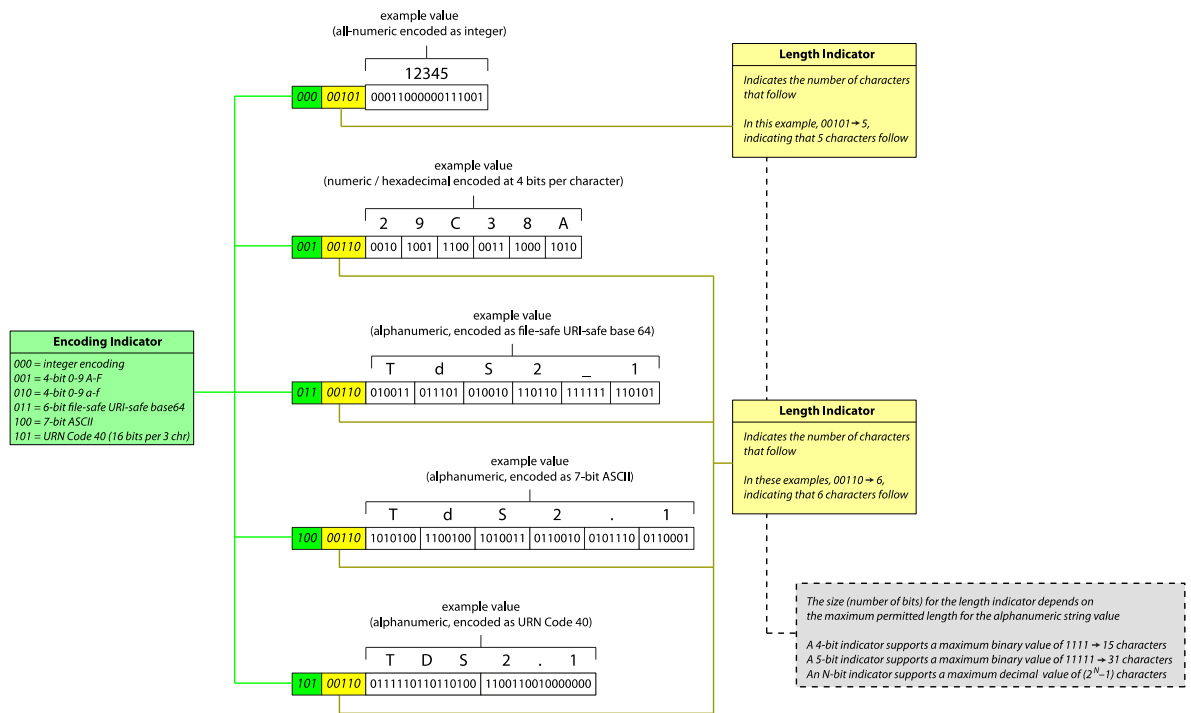 example value
(all-numeric encoded as integer)
12345
000 00101 00011000000111001
Length Indicator
Indicates the number of characters
that follow
In this example, 00101➔5,
indicating that 5 characters follow
example value
(numeric / hexadecimal encoded at 4 bits per character)
2 9 C 3 8 A
001 00110 0010 1001 1100 0011 1000 1010
example value
(alphanumeric, encoded as file-safe URI-safe base 64)
T d S 2 _ 1
011 00110 010011 011101 010010 110110 111111 110101
Encoding Indicator
000 = integer encoding
001 = 4-bit 0-9 A-F
010 = 4-bit 0-9 a-f
011 = 6-bit file-safe URI-safe base64
100 = 7-bit ASCII
101 = URN Code 40 (16 bits per 3 chr)
Length Indicator
Indicates the number of characters
that follow
In these examples, 00110➔6,
indicating that 6 characters follow
example value
(alphanumeric, encoded as 7-bit ASCII)
T d S 2 . 1
100 00110 1010100 1100100 1010011 0110010 0101110 0110001
example value
(alphanumeric, encoded as URN Code 40)
T D S 2 . 1
101 00110 0111110110110100 1100110010000000
The size (number of bits) for the length indicator depends on
the maximum permitted length for the alphanumeric string value
A 4-bit indicator supports a maximum binary value of 1111 ➔ 15 characters
A 5-bit indicator supports a maximum binary value of 11111 ➔ 31 characters
An N-bit indicator supports a maximum decimal value of (2^N–1) characters